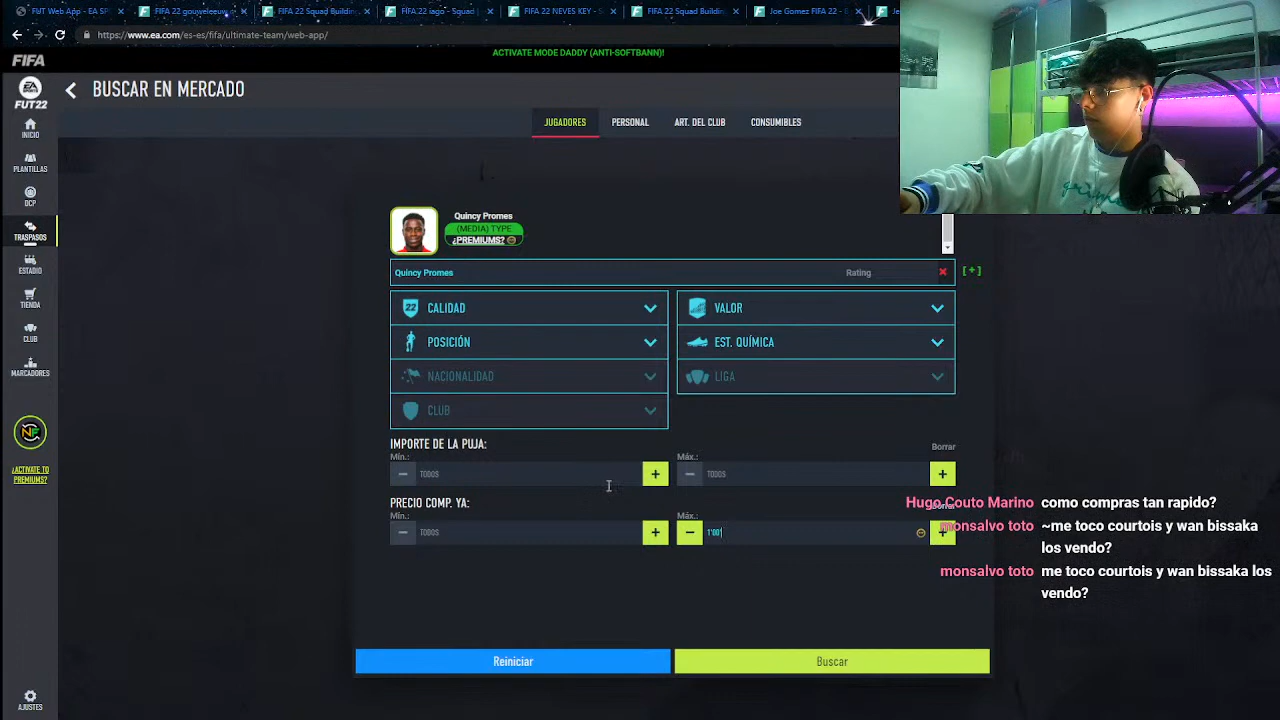 FUT Web App - EA SP
FIFA 22 gouyeleeuw
FIFA 22 Squad Building
FIFA 22 iago - Squad
FIFA 22 NEVES KEY - S
FIFA 22 Squad Building
Joe Gomez FIFA 22 -
https://www.ea.com/es-es/fifa/ultimate-team/web-app/
ACTIVATE MODE DADDY (ANTI-SOFTBANN)!
FIFA
BUSCAR EN MERCADO
FUT22
INICIO
JUGADORES
PERSONAL
ART. DEL CLUB
CONSUMIBLES
PLANTILLAS
DCP
TRASPASOS
ESTADIO
TIENDA
CLUB
MARCADORES
¿ACTIVATE TO
PREMIUMS?
AJUSTES
Quincy Promes
(MEDIA) TYPE
¿PREMIUMS?
Quincy Promes
Rating
[+]
22
CALIDAD
VALOR
POSICIÓN
EST. QUÍMICA
NACIONALIDAD
LIGA
CLUB
IMPORTE DE LA PUJA:
Borrar
Mín.:
Máx.:
TODOS
TODOS
PRECIO COMP. YA:
Mín.:
Máx.:
TODOS
Hugo Couto Marino como compras tan rapido?
monsalvo toto ~me toco courtois y wan bissaka
los vendo?
monsalvo toto me toco courtois y wan bissaka los
vendo?
Reiniciar
Buscar